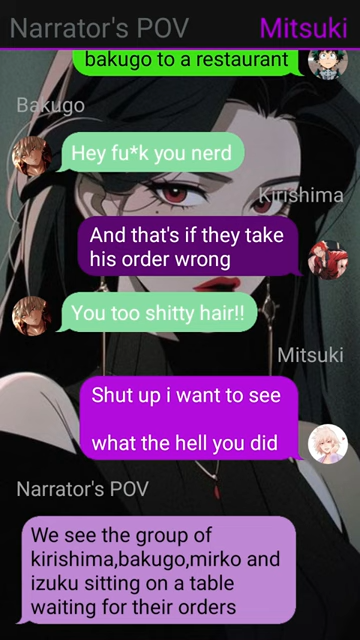 Narrator's POV Mitsuki
bakugo to a restaurant
Bakugo
Hey fu*k you nerd
Kirishima
And that's if they take
his order wrong
You too shitty hair!!
Mitsuki
Shut up i want to see
what the hell you did
Narrator's POV
We see the group of
kirishima,bakugo,mirko and
izuku sitting on a table
waiting for their orders